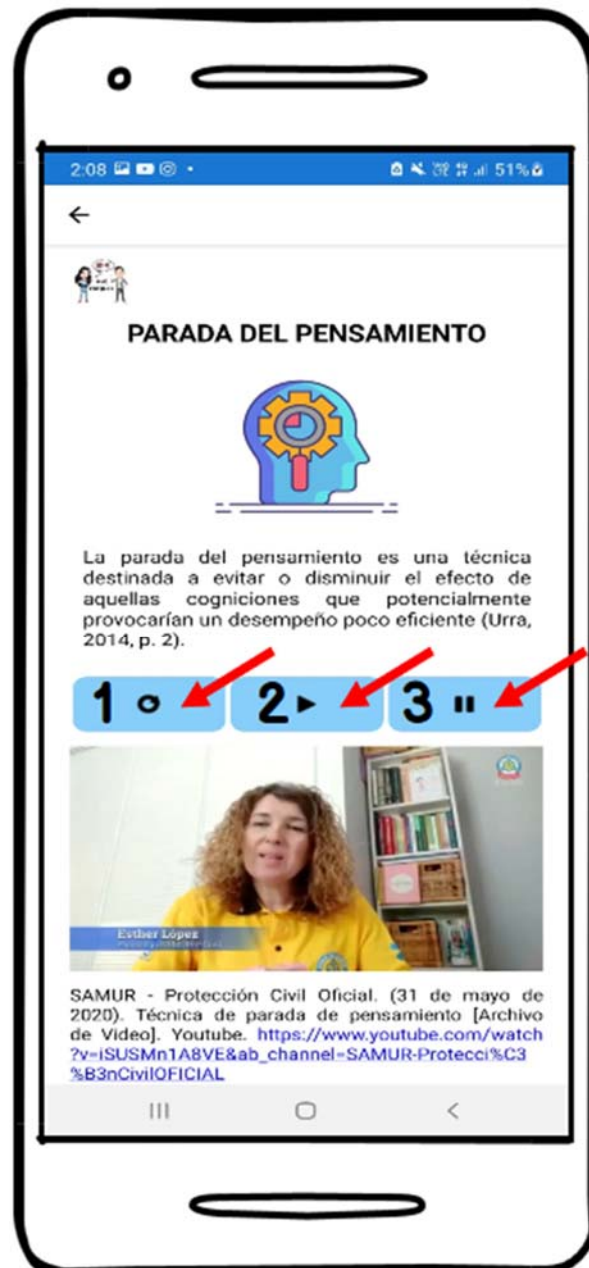 2:08
51%
PARADA DEL PENSAMIENTO
La parada del pensamiento es una técnica
destinada a evitar o disminuir el efecto de
aquellas cogniciones que potencialmente
provocarían un desempeño poco eficiente (Urra,
2014, p. 2).
1 2 3
Esther López
SAMUR - Protección Civil Oficial. (31 de mayo de
2020). Técnica de parada de pensamiento [Archivo
de Video]. Youtube. https://www.youtube.com/watch
?v=iSUSMn1A8VE&ab_channel=SAMUR-Protecci%C3
%B3nCivilOFICIAL